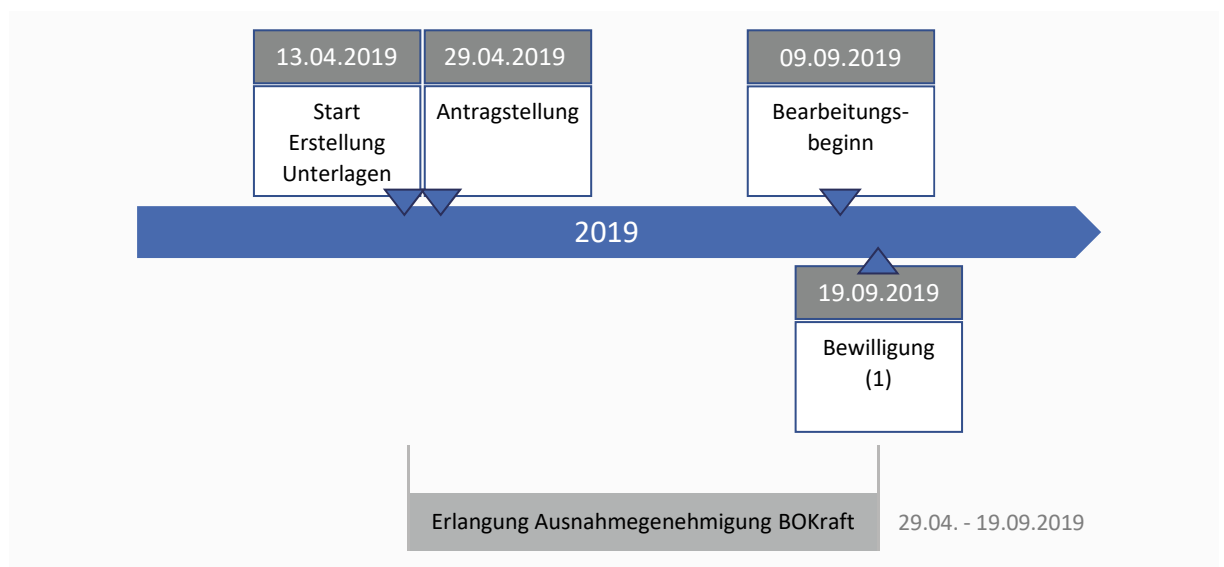 13.04.2019
Start
Erstellung
Unterlagen
29.04.2019
Antragstellung
09.09.2019
Bearbeitungs-
beginn
2019
19.09.2019
Bewilligung
(1)
Erlangung Ausnahmegenehmigung BOKraft
29.04. - 19.09.2019